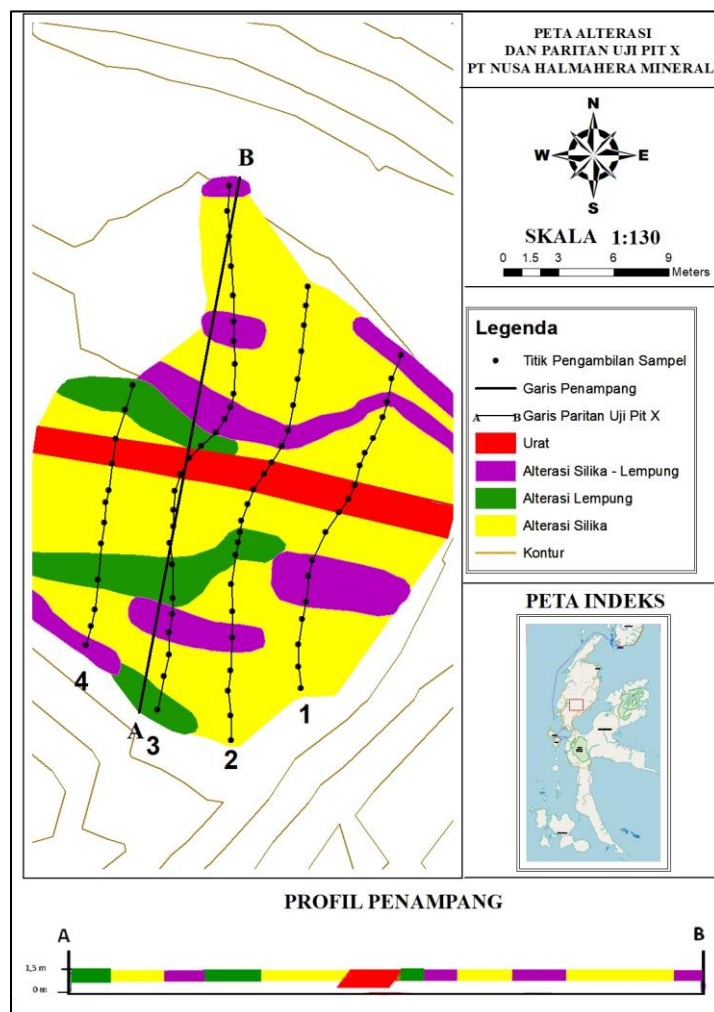 PETA ALTERASI
DAN PARITAN UJI PIT X
PT NUSA HALMAHERA MINERAL
N
W E
S
SKALA 1:130
0 1.5 3 6 9
Meters
Legenda
Titik Pengambilan Sampel
Garis Penampang
A B Garis Paritan Uji Pit X
Urat
Alterasi Silika - Lempung
Alterasi Lempung
Alterasi Silika
Kontur
PETA INDEKS
B
4
A
3
2
1
PROFIL PENAMPANG
A B
1,5 m
0 m